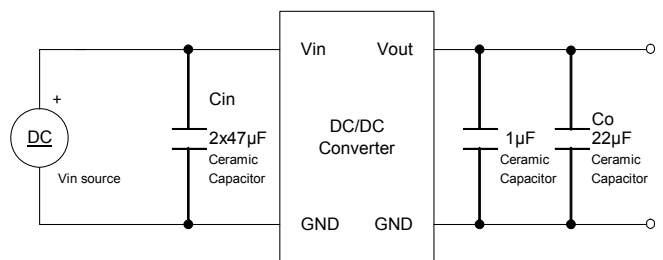 Vin
Vout
+
DC
Vin source
Cin
2x47µF
Ceramic
Capacitor
DC/DC
Converter
1µF
Ceramic
Capacitor
Co
22µF
Ceramic
Capacitor
GND
GND